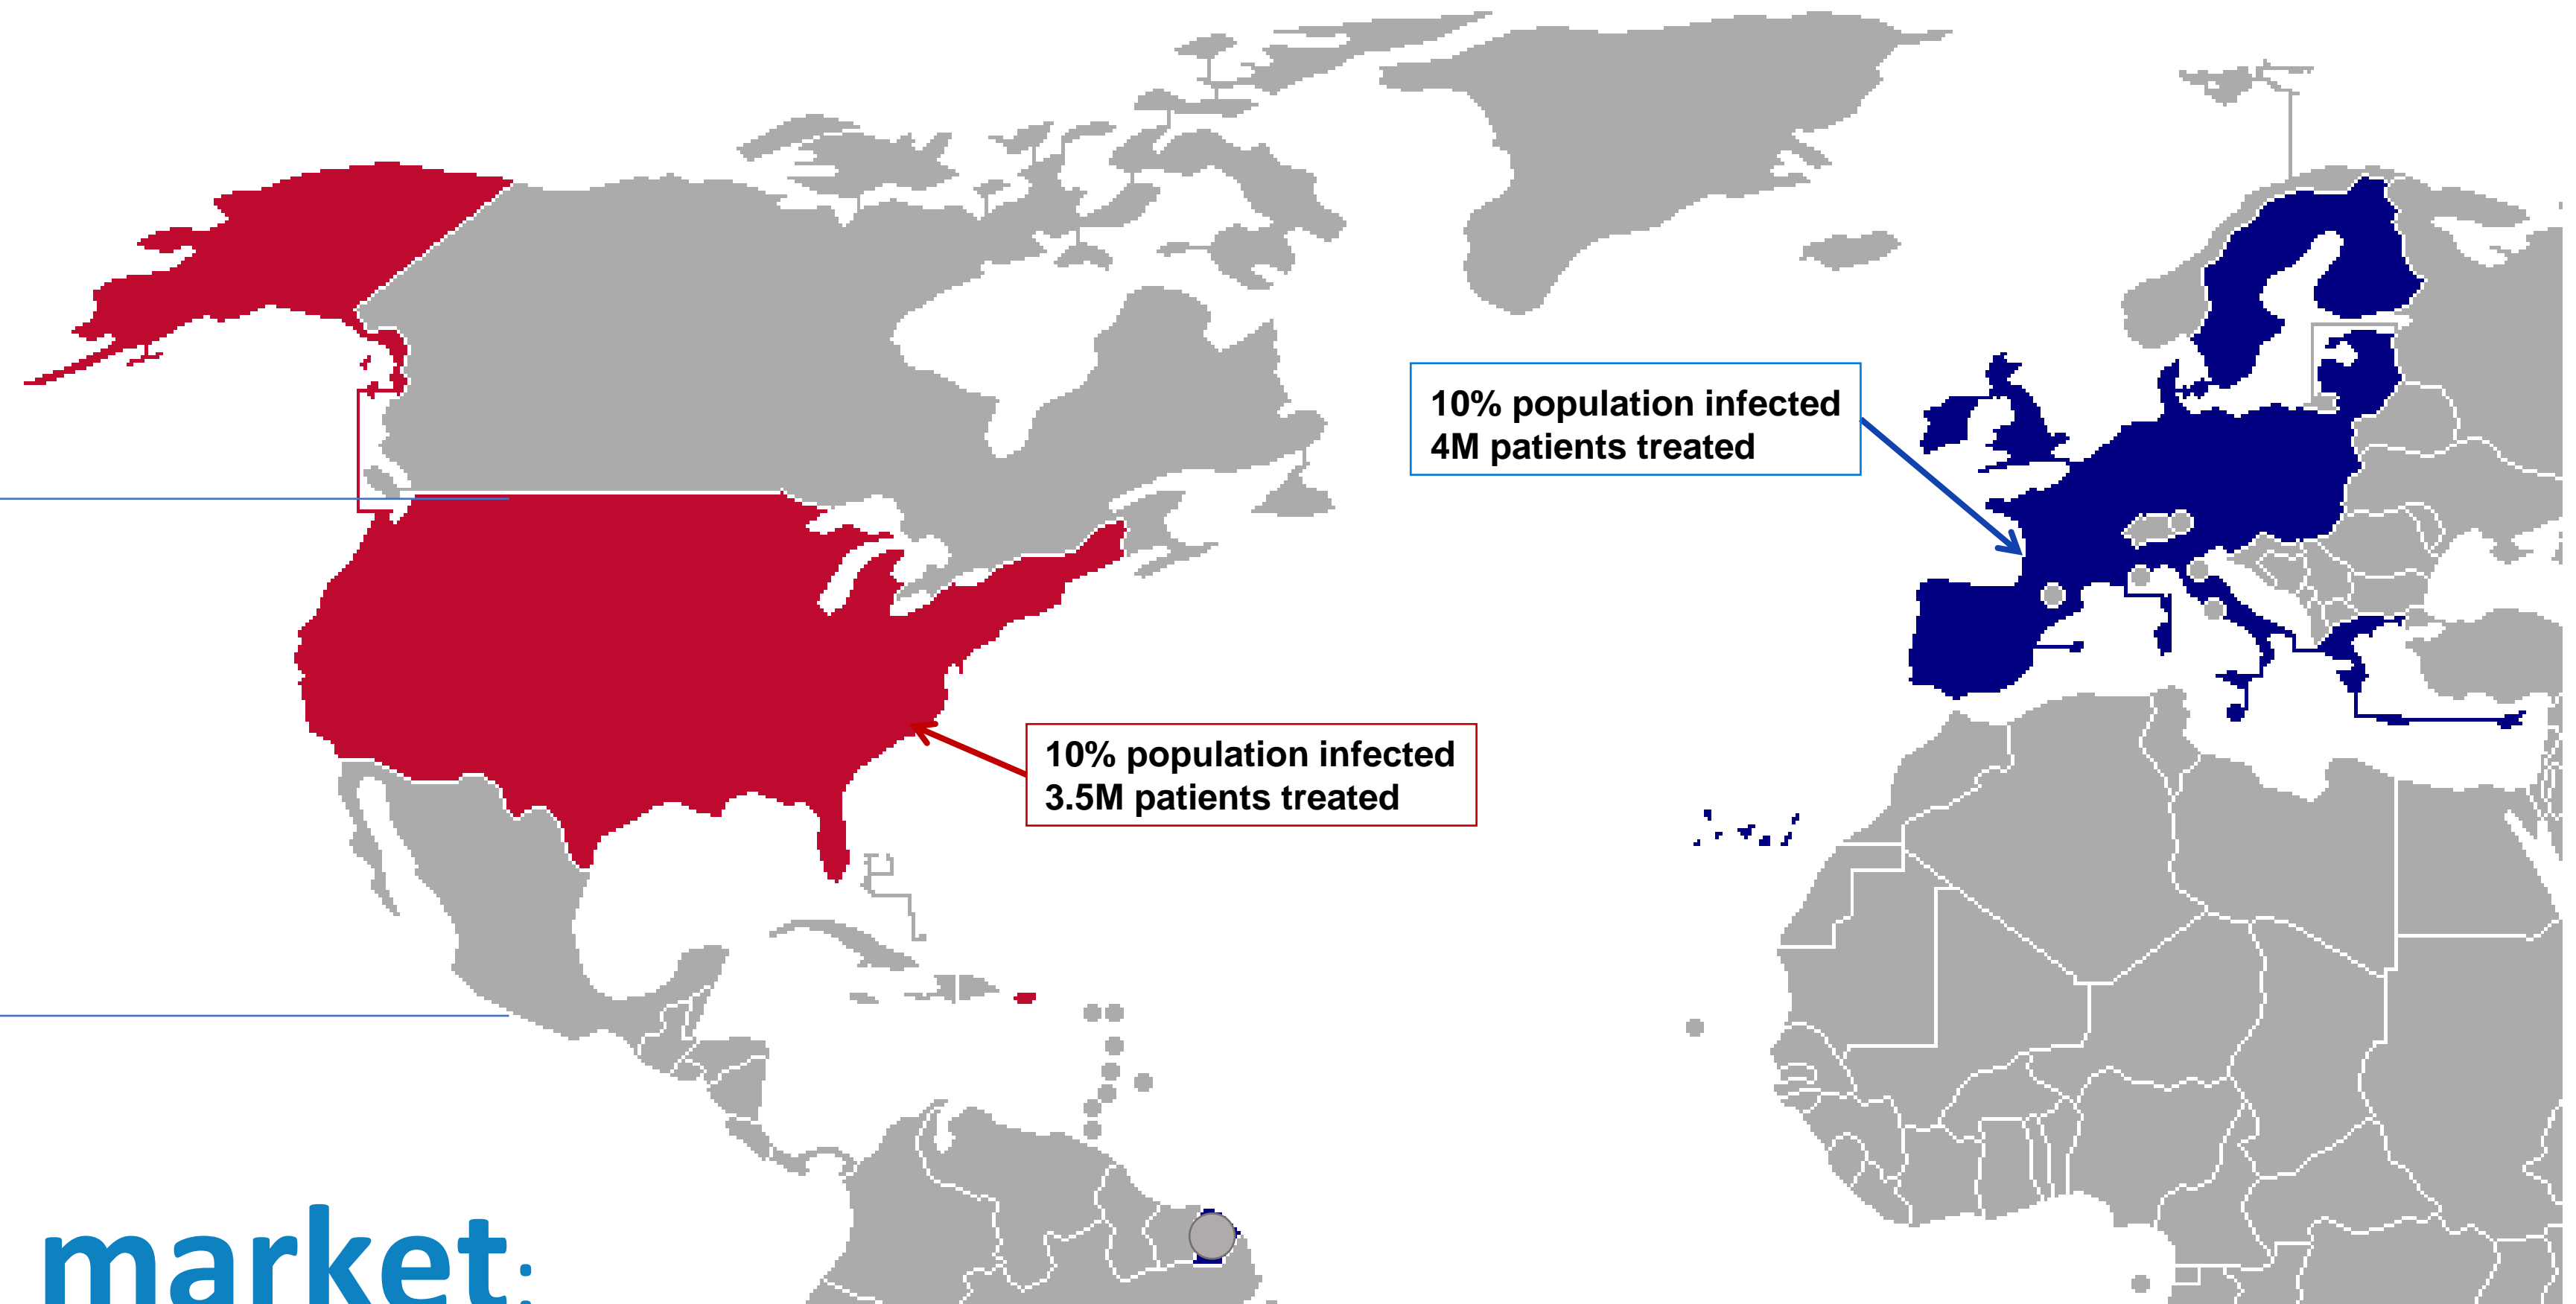 10% population infected
4M patients treated
10% population infected
3.5M patients treated
market: